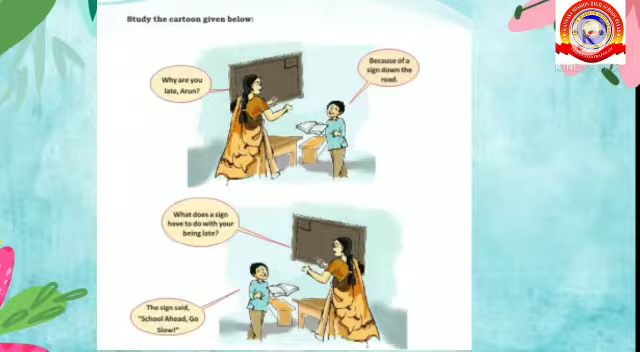 Study the cartoon given below:
Why are you
late, Arun?
Because of a
sign down the
road.
What does a sign
have to do with your
being late?
The sign said,
"School Ahead, Go
Slow!"